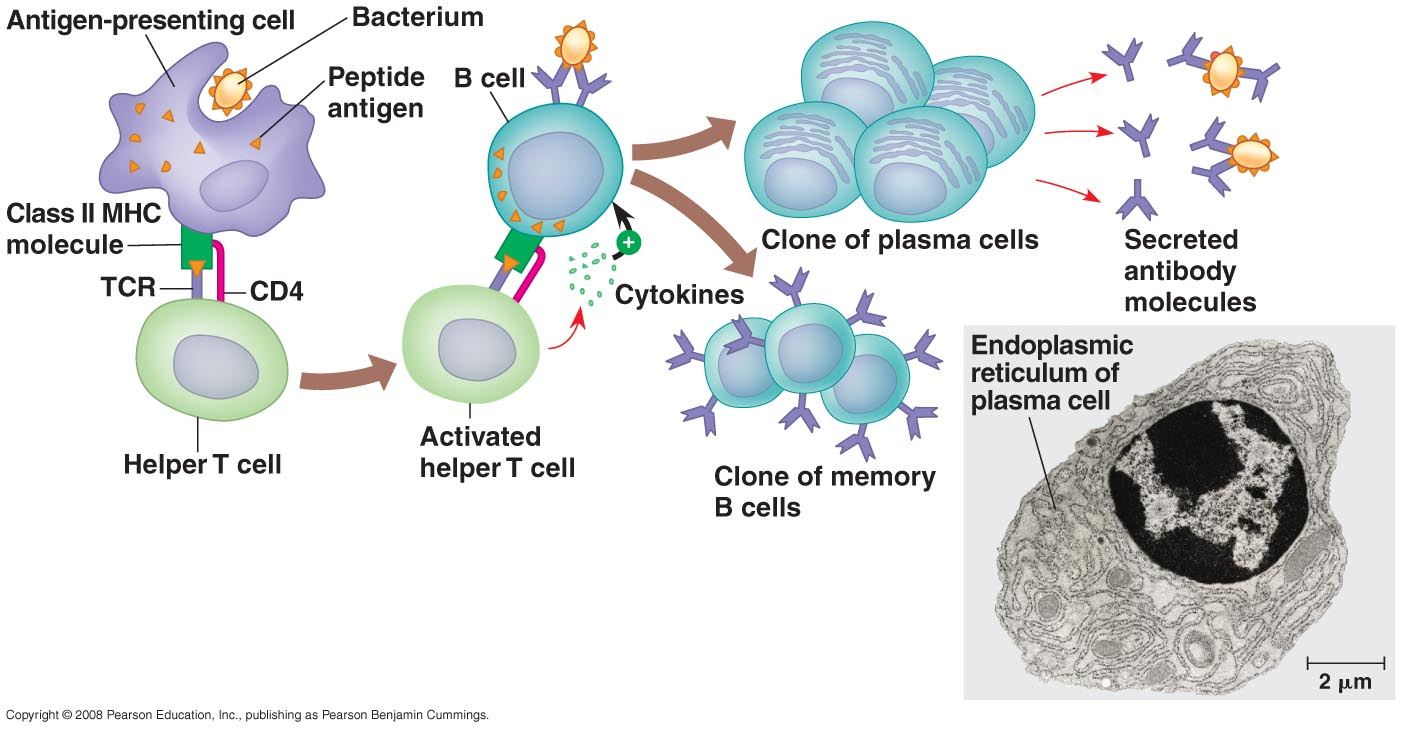 Antigen-presenting cell
Bacterium
Peptide
antigen
B cell
Class II MHC
molecule
TCR
CD4
+
Cytokines
Helper T cell
Activated
helper T cell
Clone of plasma cells
Secreted
antibody
molecules
Clone of memory
B cells
Endoplasmic
reticulum of
plasma cell
2 μm
Copyright © 2008 Pearson Education, Inc., publishing as Pearson Benjamin Cummings.